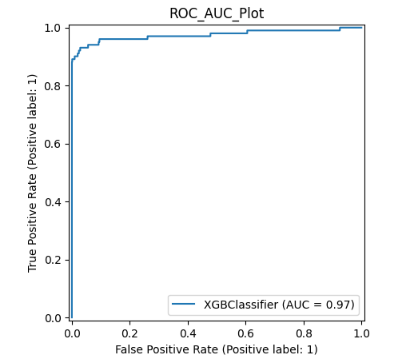 ROC_AUC_Plot
True Positive Rate (Positive label: 1)
1.0
0.8
0.6
0.4
0.2
0.0
XGBClassifier (AUC = 0.97)
0.0 0.2 0.4 0.6 0.8 1.0
False Positive Rate (Positive label: 1)